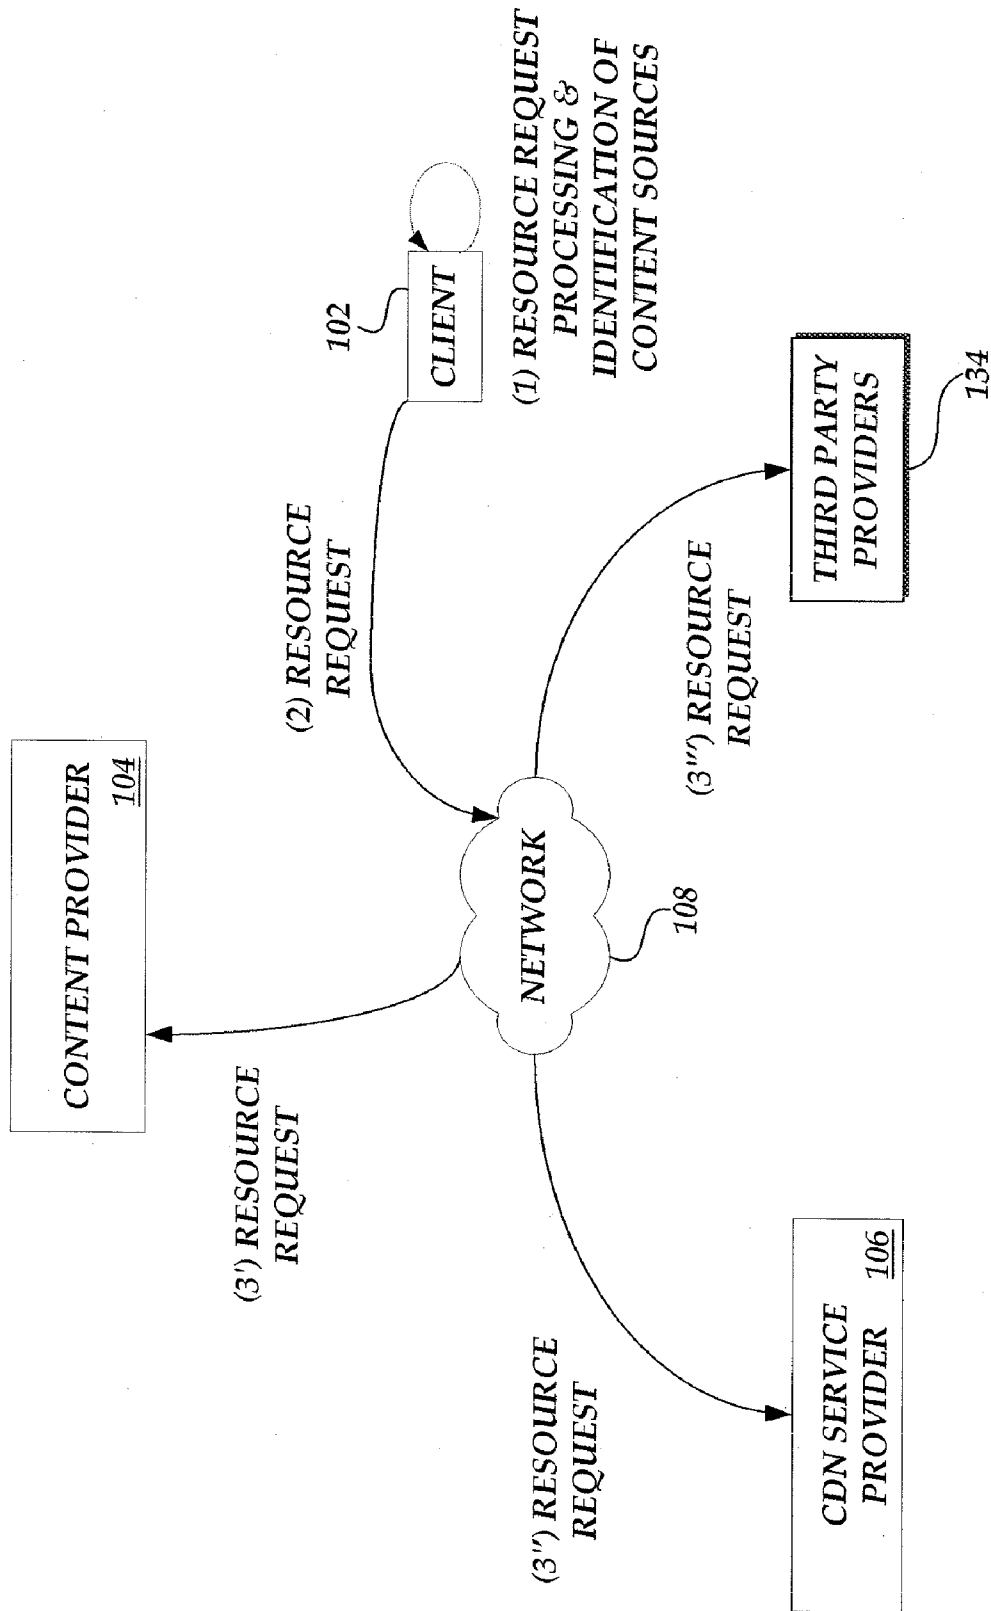 CONTENT PROVIDER
104
(3') RESOURCE
REQUEST
(2) RESOURCE
REQUEST
102
CLIENT
(1) RESOURCE REQUEST
PROCESSING &
IDENTIFICATION OF
CONTENT SOURCES
NETWORK
108
(3'') RESOURCE
REQUEST
CDN SERVICE
PROVIDER
106
(3''') RESOURCE
REQUEST
THIRD PARTY
PROVIDERS
134